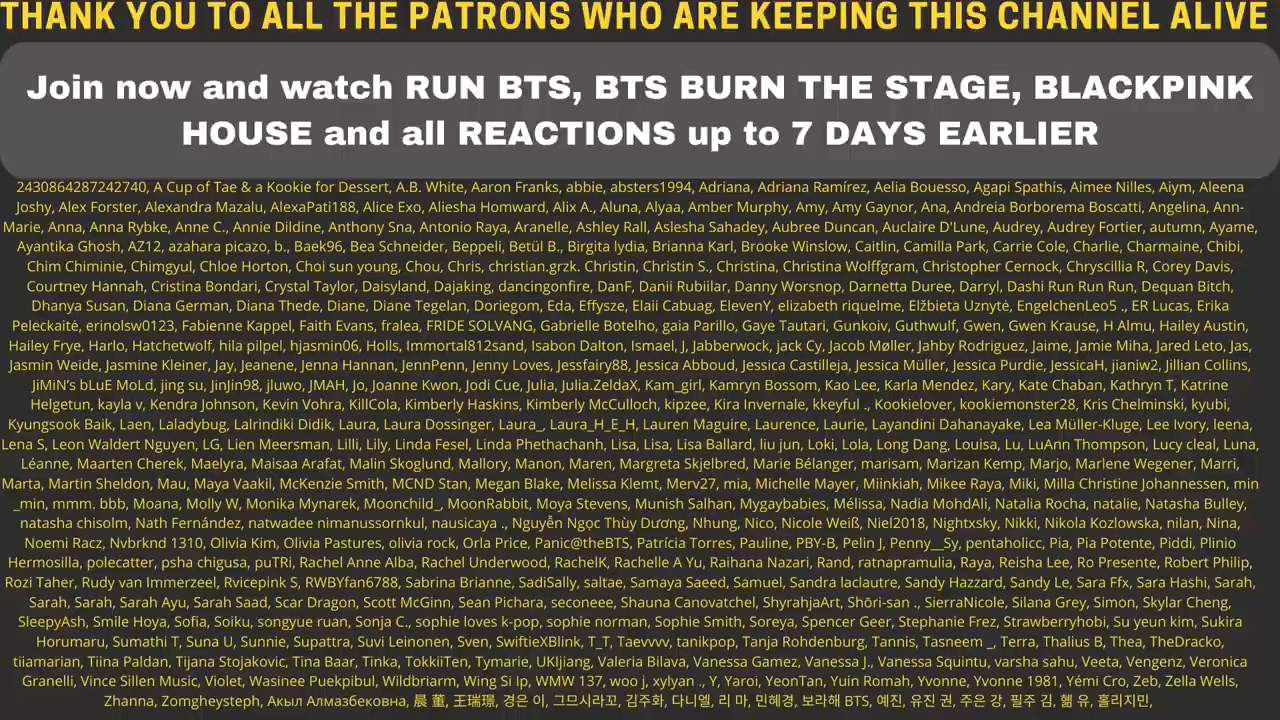 THANK YOU TO ALL THE PATRONS WHO ARE KEEPING THIS CHANNEL ALIVE
Join now and watch RUN BTS, BTS BURN THE STAGE, BLACKPINK
HOUSE and all REACTIONS up to 7 DAYS EARLIER
2430864287242740, A Cup of Tae & a Kookie for Dessert, A.B. White, Aaron Franks, abbie, absters1994, Adriana, Adriana Ramírez, Aelia Bouesso, Agapi Spathis, Aimee Nilles, Aiym, Aleena
Joshy, Alex Forster, Alexandra Mazalu, AlexaPati188, Alice Exo, Aliesha Homward, Alix A., Aluna, Alyaa, Amber Murphy, Amy, Amy Gaynor, Ana, Andreia Borborema Boscatti, Angelina, Ann-
Marie, Anna, Anna Rybke, Anne C., Annie Dildine, Anthony Sna, Antonio Raya, Aranelle, Ashley Rall, Aslesha Sahadey, Aubree Duncan, Auclaire D'Lune, Audrey, Audrey Fortier, autumn, Ayame,
Ayantika Ghosh, AZ12, azahara picazo, b., Baek96, Bea Schneider, Beppeli, Betül B., Birgita lydia, Brianna Karl, Brooke Winslow, Caitlin, Camilla Park, Carrie Cole, Charlie, Charmaine, Chibi,
Chim Chiminie, Chimgyul, Chloe Horton, Choi sun young, Chou, Chris, christian.grzk. Christin, Christin S., Christina, Christina Wolffgram, Christopher Cernock, Chryscillia R, Corey Davis,
Courtney Hannah, Cristina Bondari, Crystal Taylor, Daisyland, Dajaking, dancingonfire, DanF, Danii Rubiilar, Danny Worsnop, Darnetta Duree, Darryl, Dashi Run Run Run, Dequan Bitch,
Dhanya Susan, Diana German, Diana Thede, Diane, Diane Tegelan, Doriegom, Eda, Effysze, Elaii Cabuag, ElevenY, elizabeth riquelme, Elžbieta Uznytė, EngelchenLeo5 ., ER Lucas, Erika
Peleckaitė, erinolsw0123, Fabienne Kappel, Faith Evans, fralea, FRIDE SOLVANG, Gabrielle Botelho, gaia Parillo, Gaye Tautari, Gunkoiv, Guthwulf, Gwen, Gwen Krause, H Almu, Hailey Austin,
Hailey Frye, Harlo, Hatchetwolf, hila pilpel, hjasmin06, Holls, Immortal812sand, Isabon Dalton, Ismael, J, Jabberwock, jack Cy, Jacob Møller, Jahby Rodriguez, Jaime, Jamie Miha, Jared Leto, Jas,
Jasmin Weide, Jasmine Kleiner, Jay, Jeanene, Jenna Hannan, JennPenn, Jenny Loves, Jessfairy88, Jessica Abboud, Jessica Castilleja, Jessica Müller, Jessica Purdie, JessicaH, jianiw2, Jillian Collins,
JiMiN's bLuE MoLd, jing su, JinJin98, jluwo, JMAH, Jo, Joanne Kwon, Jodi Cue, Julia, Julia.ZeldaX, Kam_girl, Kamryn Bossom, Kao Lee, Karla Mendez, Kary, Kate Chaban, Kathryn T, Katrine
Helgetun, kayla v, Kendra Johnson, Kevin Vohra, KillCola, Kimberly Haskins, Kimberly McCulloch, kipzee, Kira Invernale, kkeyful ., Kookielover, kookiemonster28, Kris Chelminski, kyubi,
Kyungsook Baik, Laen, Laladybug, Lalrindiki Didik, Laura, Laura Dossinger, Laura_, Laura_H_E_H, Lauren Maguire, Laurence, Laurie, Layandini Dahanayake, Lea Müller-Kluge, Lee Ivory, leena,
Lena S, Leon Waldert Nguyen, LG, Lien Meersman, Lilli, Lily, Linda Fesel, Linda Phethachanh, Lisa, Lisa, Lisa Ballard, liu jun, Loki, Lola, Long Dang, Louisa, Lu, LuAnn Thompson, Lucy cleal, Luna,
Léanne, Maarten Cherek, Maelyra, Maisaa Arafat, Malin Skoglund, Mallory, Manon, Maren, Margreta Skjelbred, Marie Bélanger, marisam, Marizan Kemp, Marjo, Marlene Wegener, Marri,
Marta, Martin Sheldon, Mau, Maya Vaakil, McKenzie Smith, MCND Stan, Megan Blake, Melissa Klemt, Merv27, mia, Michelle Mayer, Miinkiah, Mikee Raya, Miki, Milla Christine Johannessen, min
_min, mmm. bbb, Moana, Molly W, Monika Mynarek, Moonchild_, MoonRabbit, Moya Stevens, Munish Salhan, Mygaybabies, Mélissa, Nadia MohdAli, Natalia Rocha, natalie, Natasha Bulley,
natasha chisolm, Nath Fernández, natwadee nimanussornkul, nausicaya ., Nguyễn Ngọc Thùy Dương, Nhung, Nico, Nicole Weiß, Niel2018, Nightxsky, Nikki, Nikola Kozlowska, nilan, Nina,
Noemi Racz, Nvbrknd 1310, Olivia Kim, Olivia Pastures, olivia rock, Orla Price, Panic@theBTS, Patrícia Torres, Pauline, PBY-B, Pelin J, Penny__Sy, pentaholicc, Pia, Pia Potente, Piddi, Plinio
Hermosilla, polecatter, psha chigusa, puTRi, Rachel Anne Alba, Rachel Underwood, RachelK, Rachelle A Yu, Raihana Nazari, Rand, ratnapramulia, Raya, Reisha Lee, Ro Presente, Robert Philip,
Rozi Taher, Rudy van Immerzeel, Rvicepink S, RWBYfan6788, Sabrina Brianne, SadiSally, saltae, Samaya Saeed, Samuel, Sandra laclautre, Sandy Hazzard, Sandy Le, Sara Ffx, Sara Hashi, Sarah,
Sarah, Sarah, Sarah Ayu, Sarah Saad, Scar Dragon, Scott McGinn, Sean Pichara, seconeee, Shauna Canovatchel, ShyrahjaArt, Shōri-san ., SierraNicole, Silana Grey, Simon, Skylar Cheng,
SleepyAsh, Smile Hoya, Sofia, Soiku, songyue ruan, Sonja C., sophie loves k-pop, sophie norman, Sophie Smith, Soreya, Spencer Geer, Stephanie Frez, Strawberryhobi, Su yeun kim, Sukira
Horumaru, Sumathi T, Suna U, Sunnie, Supattra, Suvi Leinonen, Sven, SwiftieXBlink, T_T, Taevvvv, tanikpop, Tanja Rohdenburg, Tannis, Tasneem _, Terra, Thalius B, Thea, TheDracko,
tiiamarian, Tiina Paldan, Tijana Stojakovic, Tina Baar, Tinka, TokkiiTen, Tymarie, UKIjiang, Valeria Bilava, Vanessa Gamez, Vanessa J., Vanessa Squintu, varsha sahu, Veeta, Vengenz, Veronica
Granelli, Vince Sillen Music, Violet, Wasinee Puekpibul, Wildbriarm, Wing Si Ip, WMW 137, woo j, xylyan ., Y, Yaroi, YeonTan, Yuin Romah, Yvonne, Yvonne 1981, Yémi Cro, Zeb, Zella Wells,
Zhanna, Zomgheysteph, Акыл Алмазбековна, 晨 董, 王瑞璟, 경은 이, 그므시라꼬, 김주화, 다니엘, 리 마, 민혜경, 보라해 BTS, 예진, 유진 권, 주은 강, 필주 김, 혬 유, 홀리지민,